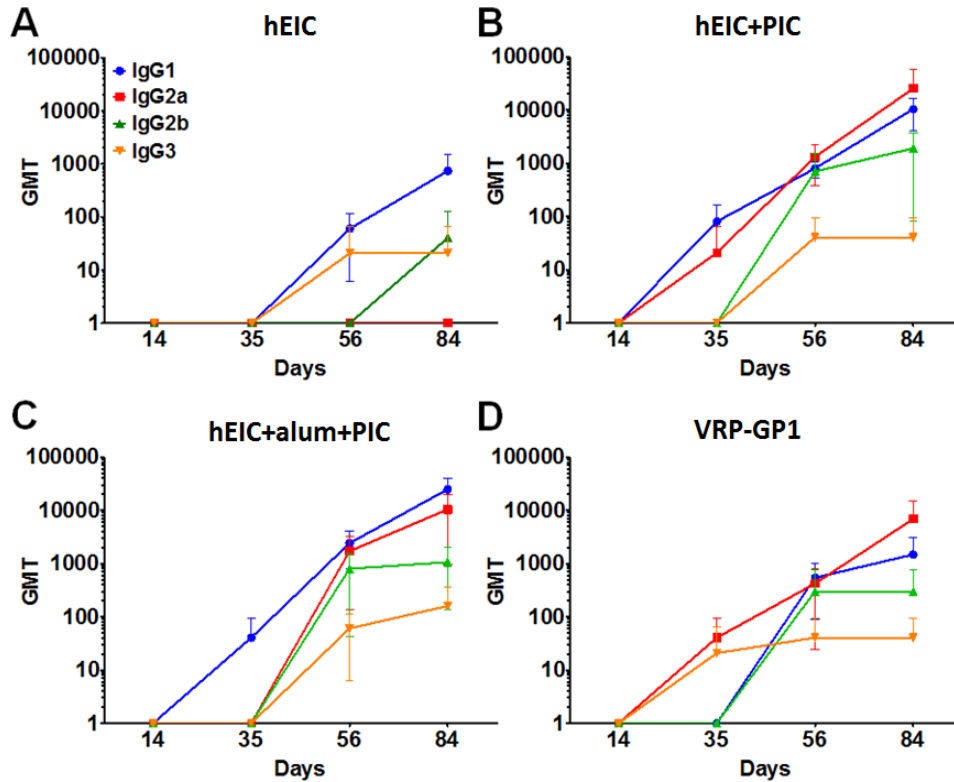 A
hEIC
100000
10000
1000
100
10
1
GMT
IgG1
IgG2a
IgG2b
IgG3
14
35
56
84
Days
B
hEIC+PIC
100000
10000
1000
100
10
1
GMT
14
35
56
84
Days
C
hEIC+alum+PIC
100000
10000
1000
100
10
1
GMT
14
35
56
84
Days
D
VRP-GP1
100000
10000
1000
100
10
1
GMT
14
35
56
84
Days